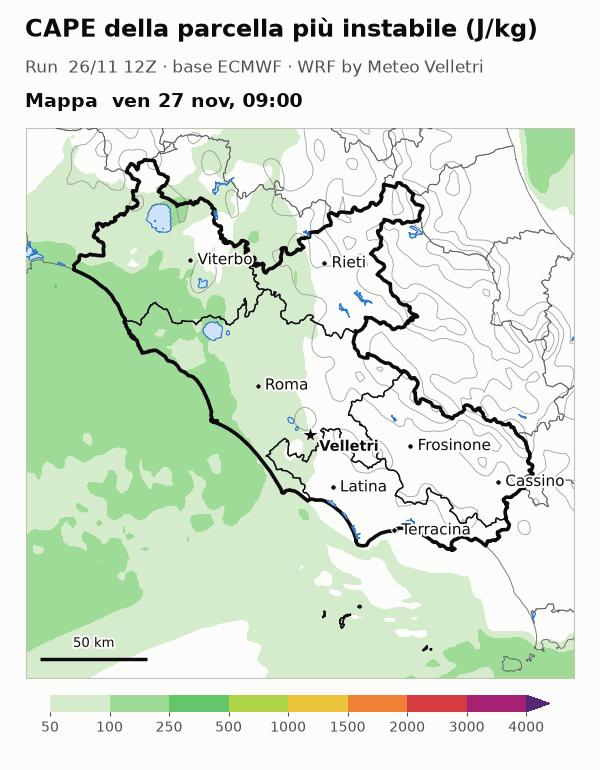 CAPE della parcella più instabile (J/kg)
Run  26/11 12Z · base ECMWF · WRF by Meteo Velletri
Mappa  ven 27 nov, 09:00
Viterbo
Rieti
Roma
Velletri
Frosinone
Latina
Cassino
Terracina
50 km
50 100 250 500 1000 1500 2000 3000 4000